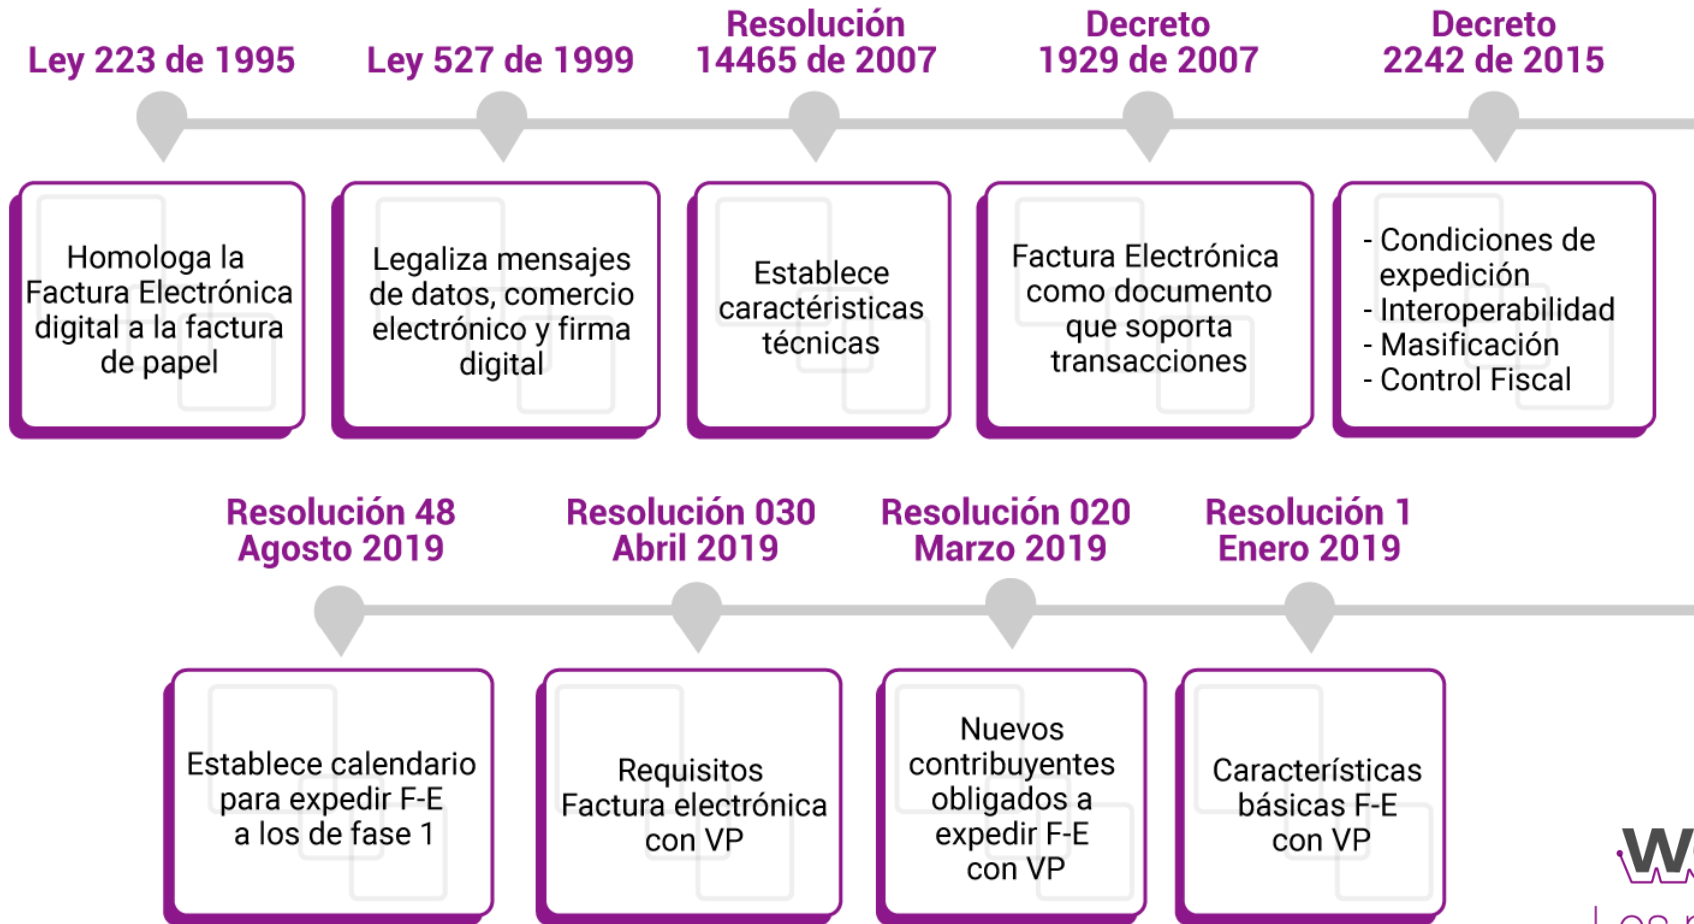 Ley 223 de 1995
Homologa la
Factura Electrónica
digital a la factura
de papel
Ley 527 de 1999
Legaliza mensajes
de datos, comercio
electrónico y firma
digital
Resolución
14465 de 2007
Establece
caractéristicas
técnicas
Decreto
1929 de 2007
Factura Electrónica
como documento
que soporta
transacciones
Decreto
2242 de 2015
- Condiciones de
expedición
- Interoperabilidad
- Masificación
- Control Fiscal
Resolución 48
Agosto 2019
Establece calendario
para expedir F-E
a los de fase 1
Resolución 030
Abril 2019
Requisitos
Factura electrónica
con VP
Resolución 020
Marzo 2019
Nuevos
contribuyentes
obligados a
expedir F-E
con VP
Resolución 1
Enero 2019
Characterísticas
básicas F-E
con VP